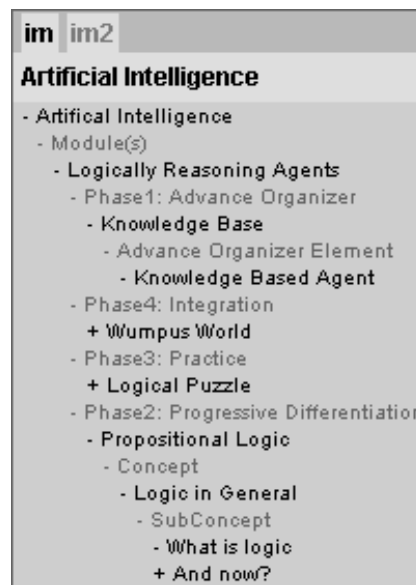 im im2
Artificial Intelligence
- Artifical Intelligence
- Module(s)
- Logically Reasoning Agents
- Phase1: Advance Organizer
- Knowledge Base
- Advance Organizer Element
- Knowledge Based Agent
- Phase4: Integration
+ Wumpus World
- Phase3: Practice
+ Logical Puzzle
- Phase2: Progressive Differentiation
- Propositional Logic
- Concept
- Logic in General
- SubConcept
- What is logic
+ And now?